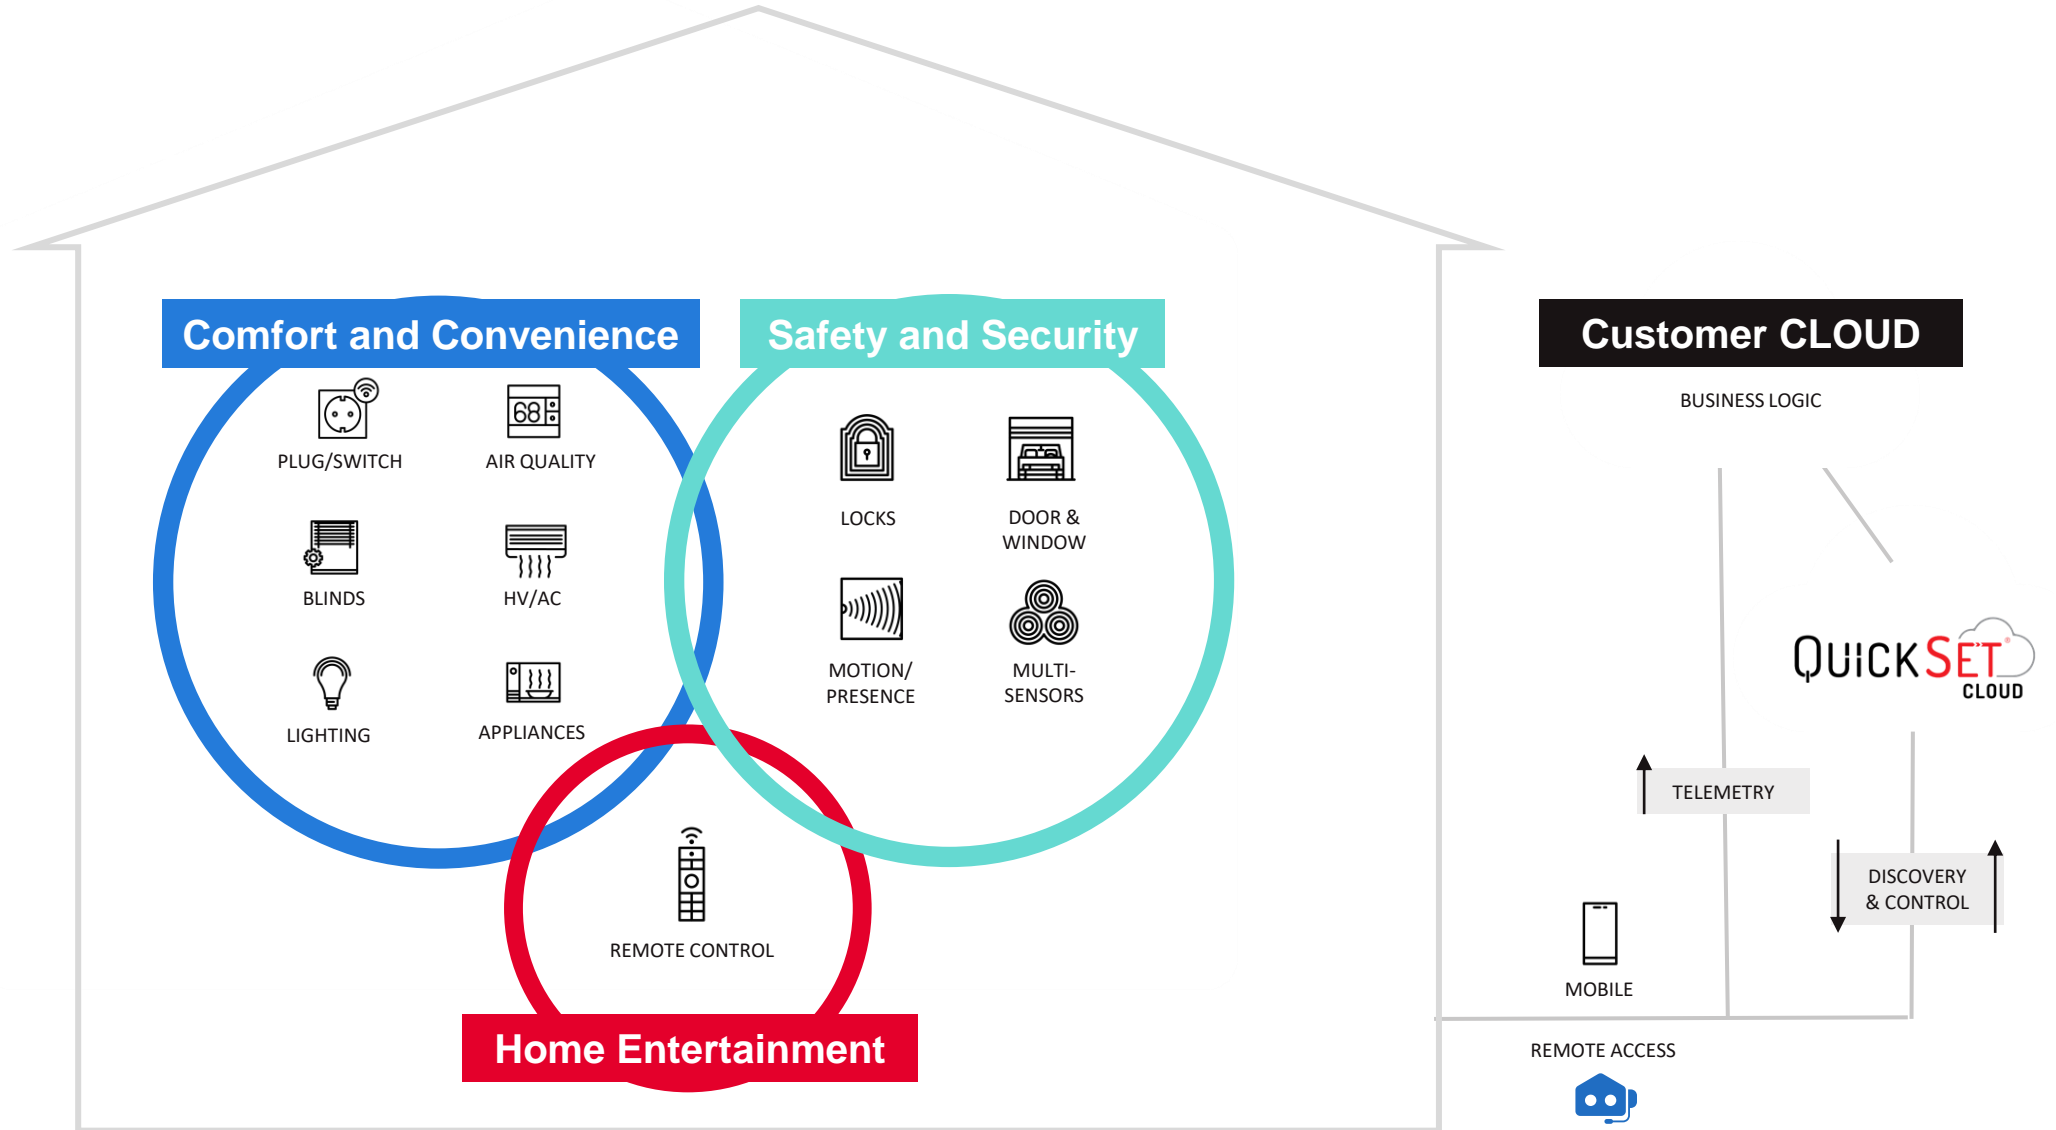 Comfort and Convenience
Safety and Security
Customer CLOUD
BUSINESS LOGIC
68
PLUG/SWITCH
AIR QUALITY
LOCKS
DOOR &
WINDOW
BLINDS
HV/AC
MOTION/
PRESENCE
MULTI-
SENSORS
LIGHTING
APPLIANCES
QUICKSET®
CLOUD
TELEMETRY
DISCOVERY
& CONTROL
REMOTE CONTROL
MOBILE
Home Entertainment
REMOTE ACCESS